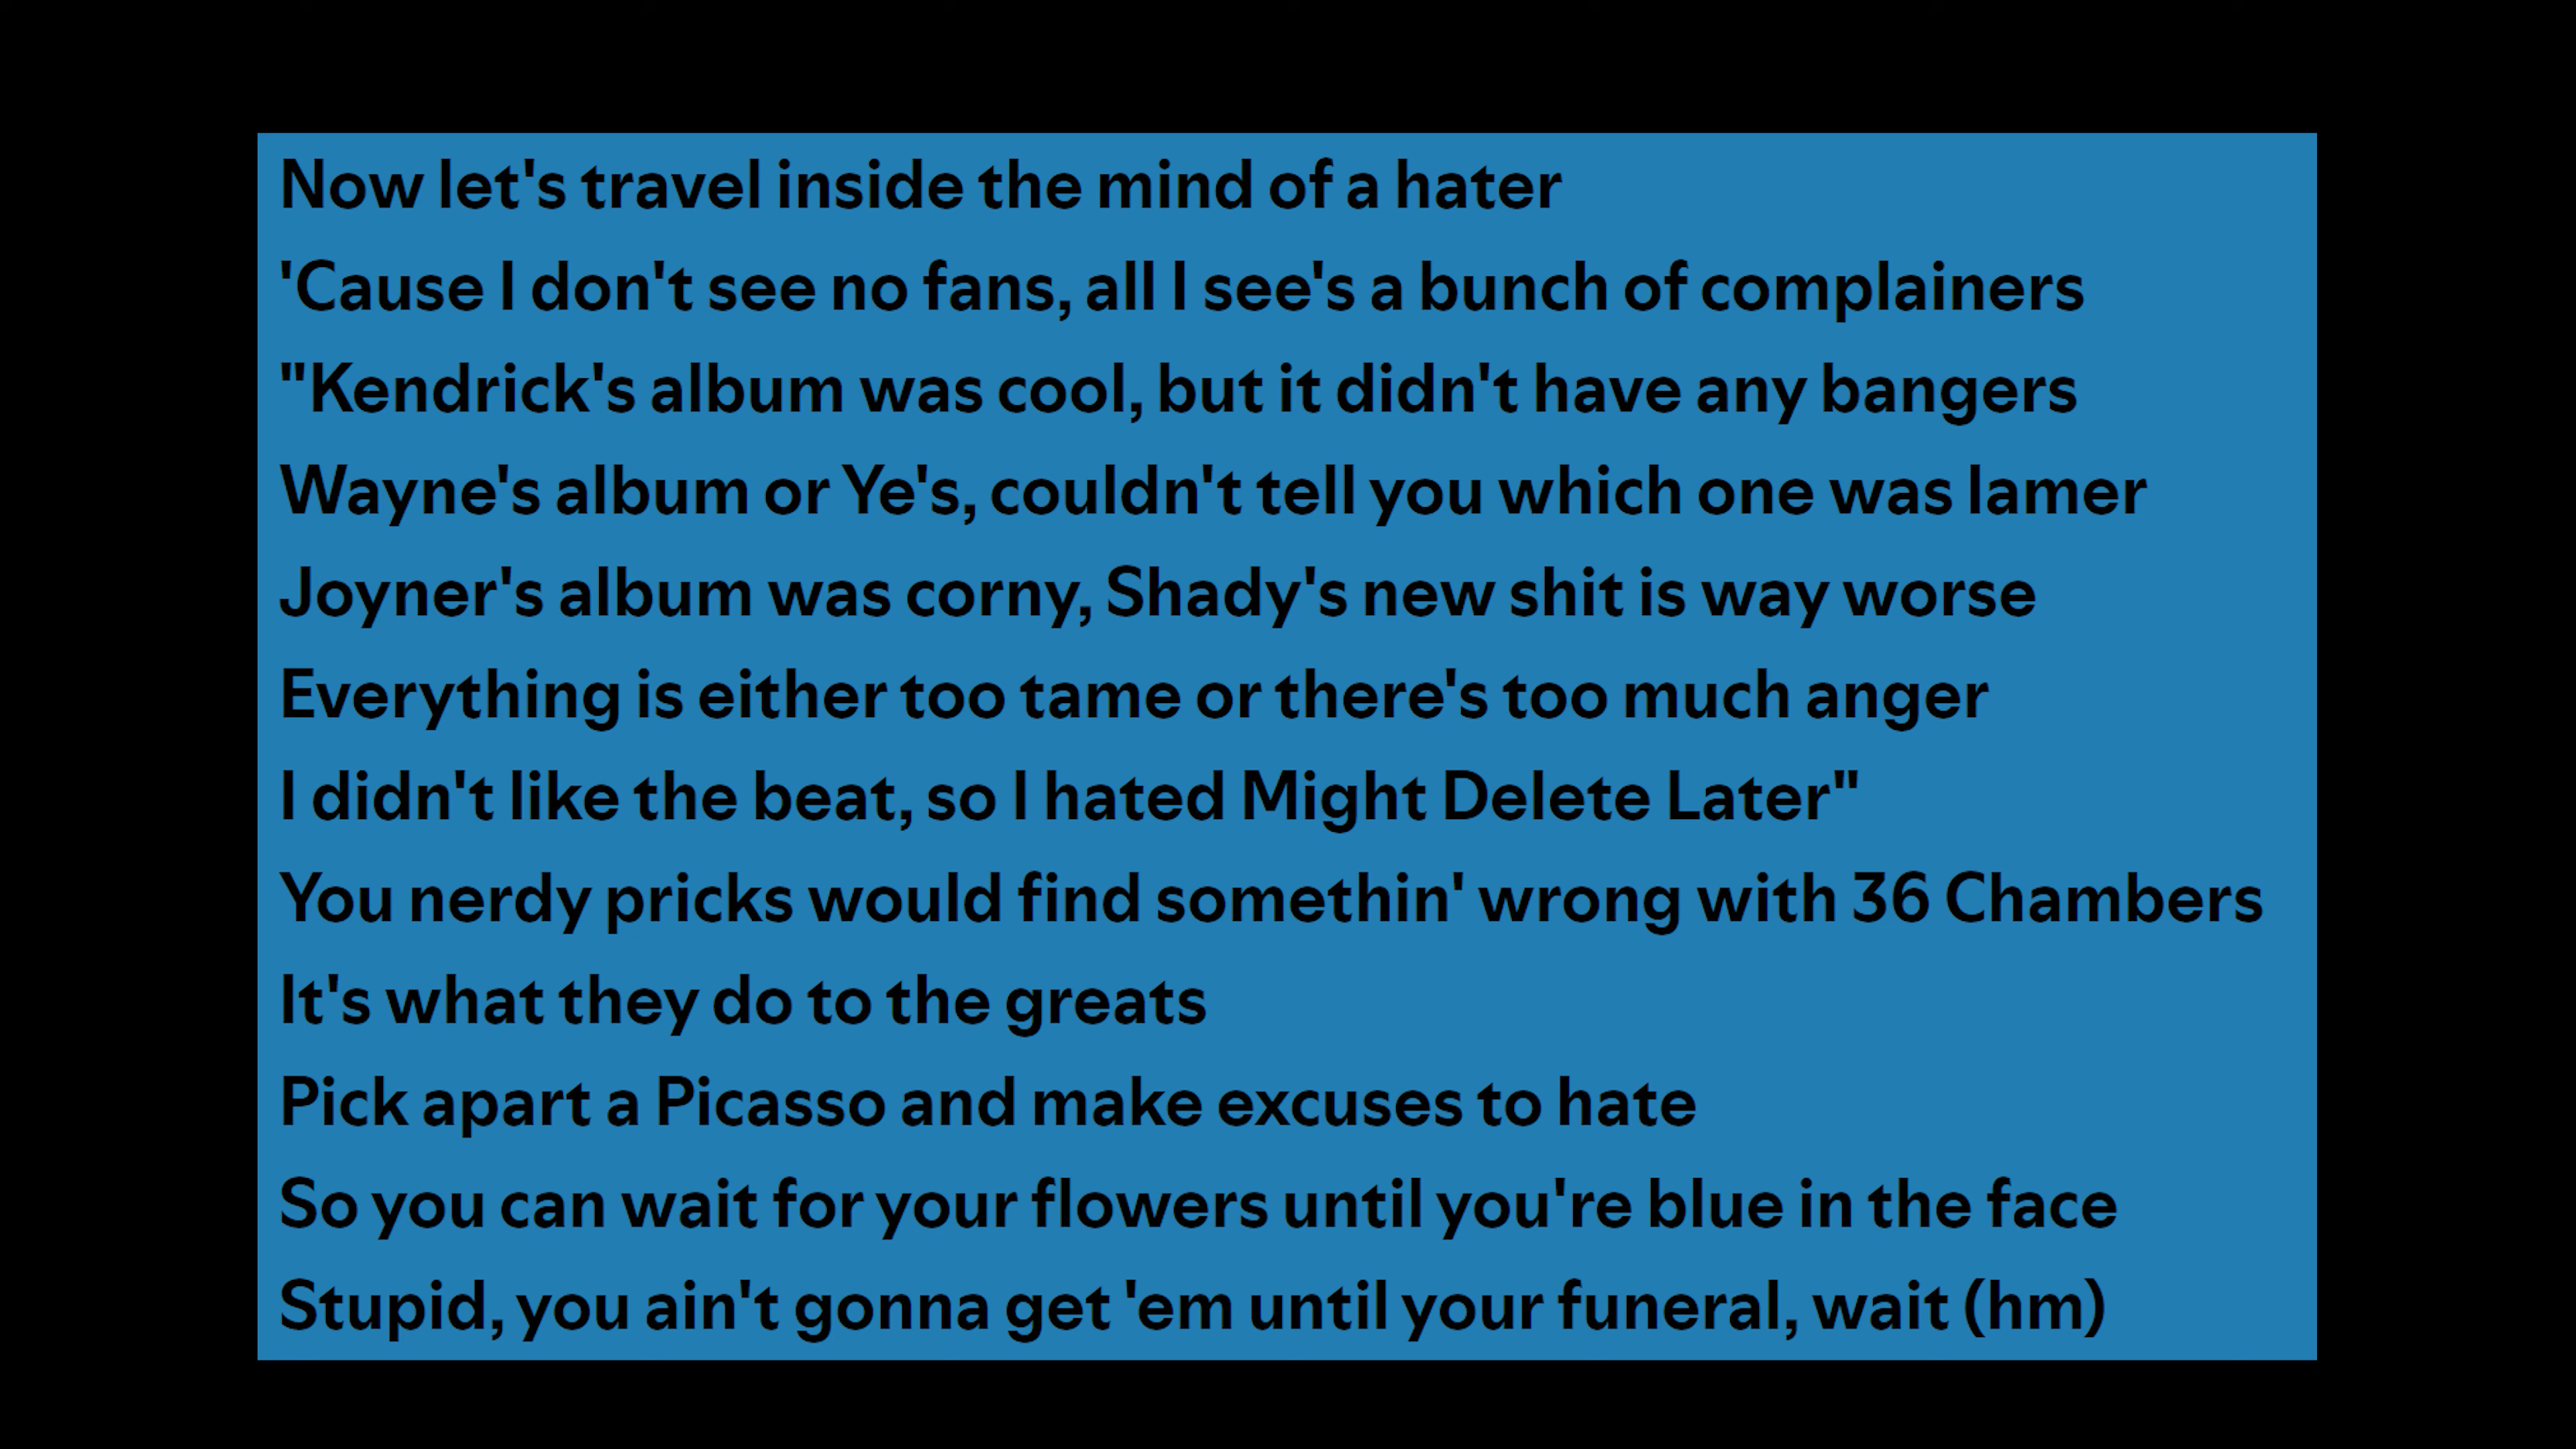 Now let's travel inside the mind of a hater
'Cause I don't see no fans, all I see's a bunch of complainers
"Kendrick's album was cool, but it didn't have any bangers
Wayne's album or Ye's, couldn't tell you which one was lamer
Joyner's album was corny, Shady's new shit is way worse
Everything is either too tame or there's too much anger
I didn't like the beat, so I hated Might Delete Later"
You nerdy pricks would find somethin' wrong with 36 Chambers
It's what they do to the greats
Pick apart a Picasso and make excuses to hate
So you can wait for your flowers until you're blue in the face
Stupid, you ain't gonna get 'em until your funeral, wait (hm)